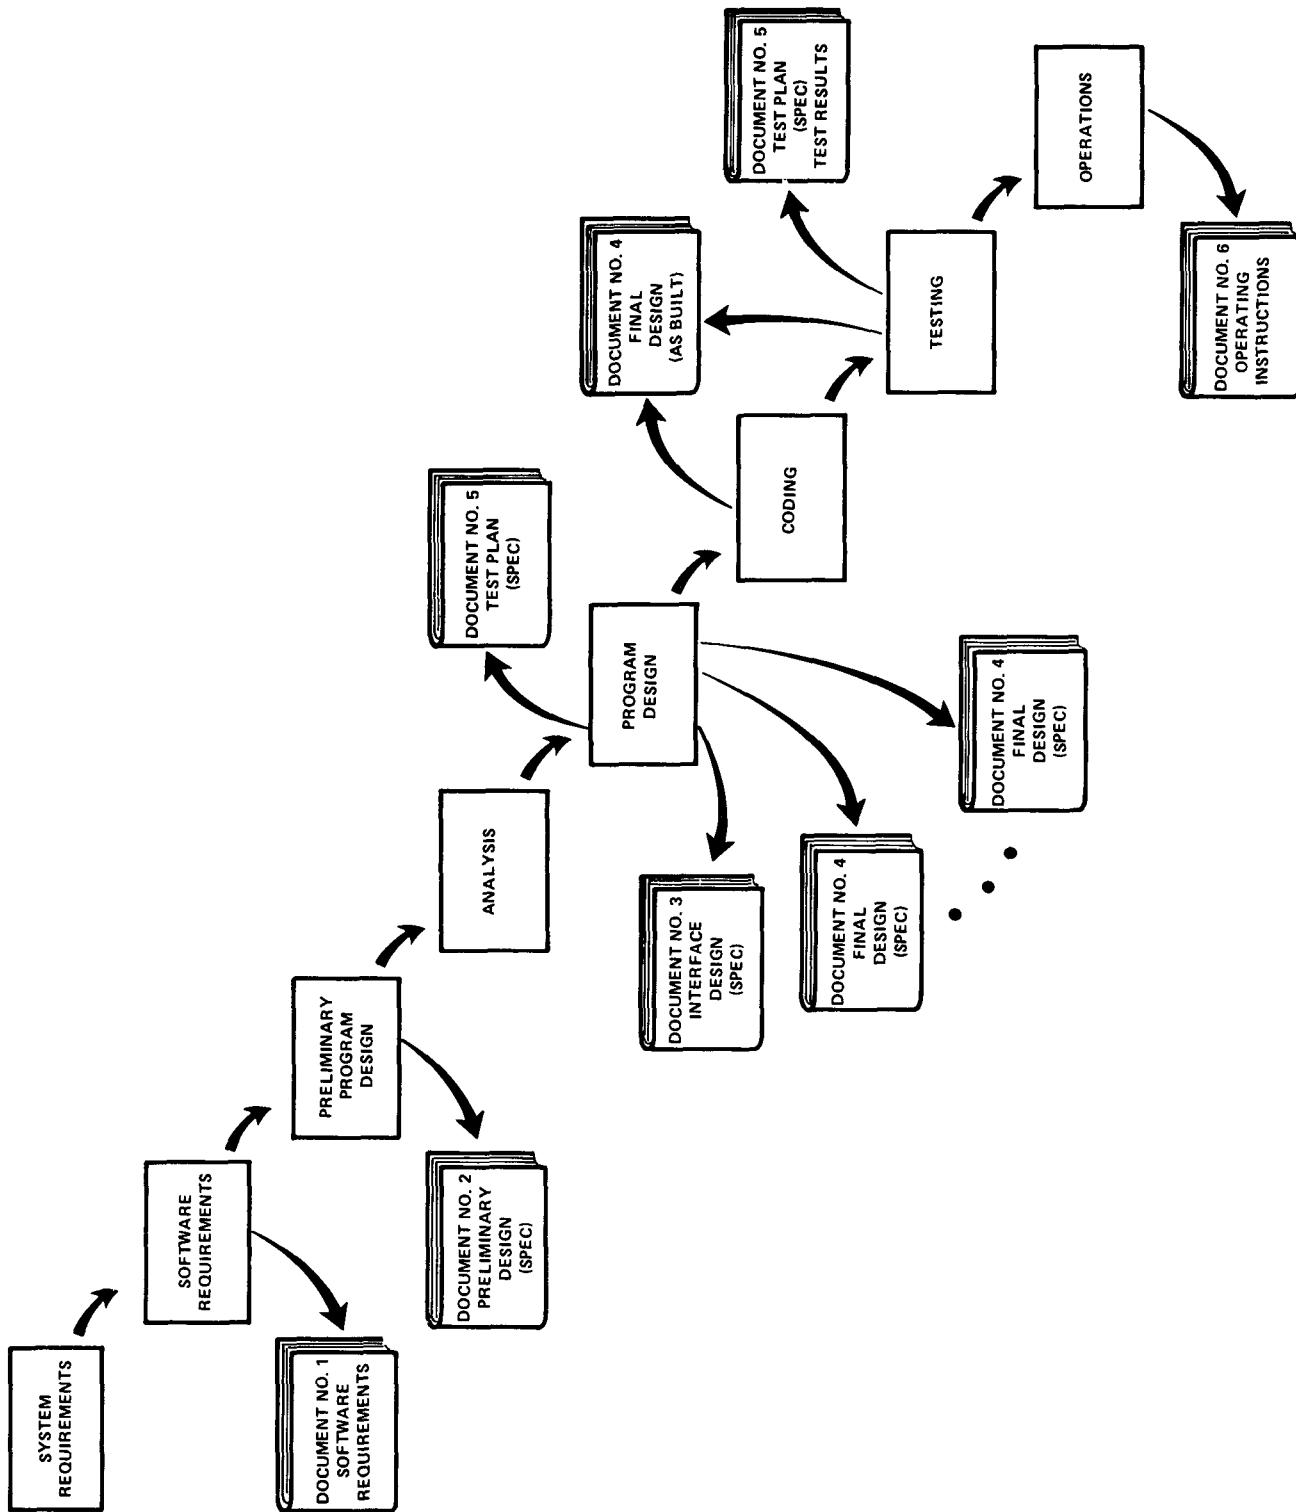 SYSTEM
REQUIREMENTS
SOFTWARE
REQUIREMENTS
DOCUMENT NO. 1
SOFTWARE
REQUIREMENTS
PRELIMINARY
PROGRAM
DESIGN
DOCUMENT NO. 2
PRELIMINARY
DESIGN
(SPEC)
ANALYSIS
DOCUMENT NO. 5
TEST PLAN
(SPEC)
PROGRAM
DESIGN
DOCUMENT NO. 3
INTERFACE
DESIGN
(SPEC)
DOCUMENT NO. 4
FINAL
DESIGN
(SPEC)
DOCUMENT NO. 4
FINAL
DESIGN
(SPEC)
CODING
DOCUMENT NO. 4
FINAL
DESIGN
(AS BUILT)
TESTING
DOCUMENT NO. 5
TEST PLAN
(SPEC)
TEST RESULTS
OPERATIONS
DOCUMENT NO. 6
OPERATING
INSTRUCTIONS